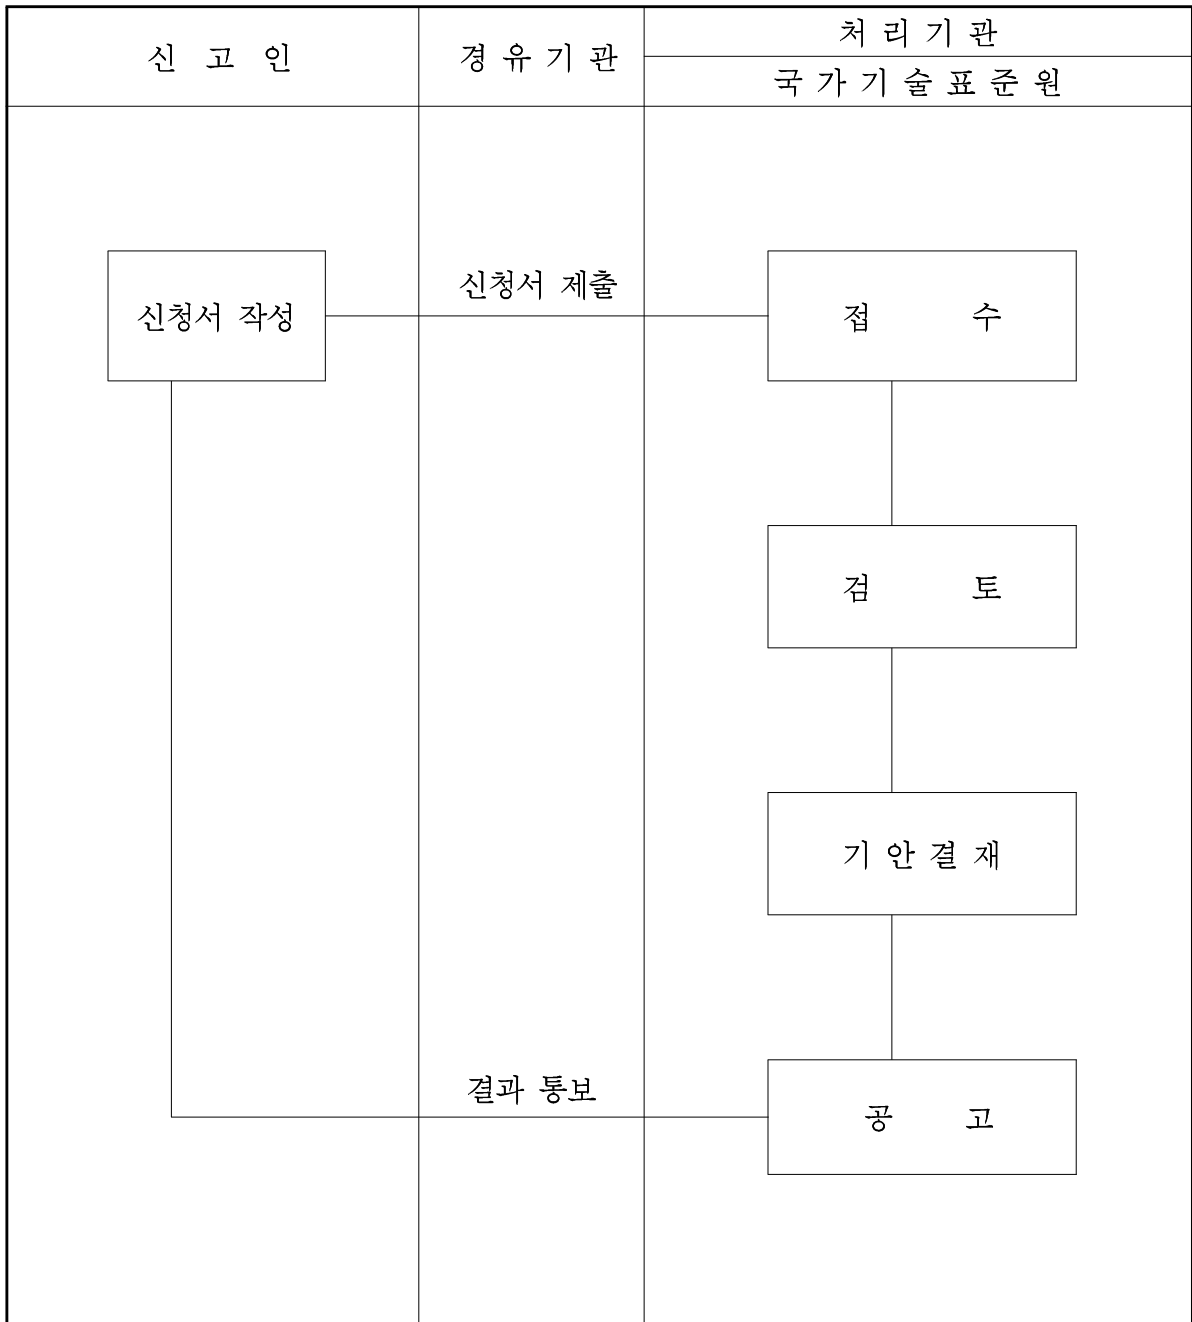 신 고 인
경 유 기 관
처 리 기 관
국 가 기 술 표 준 원
신청서 작성
신청서 제출
접 수
검 토
기 안 결 재
결과 통보
공 고